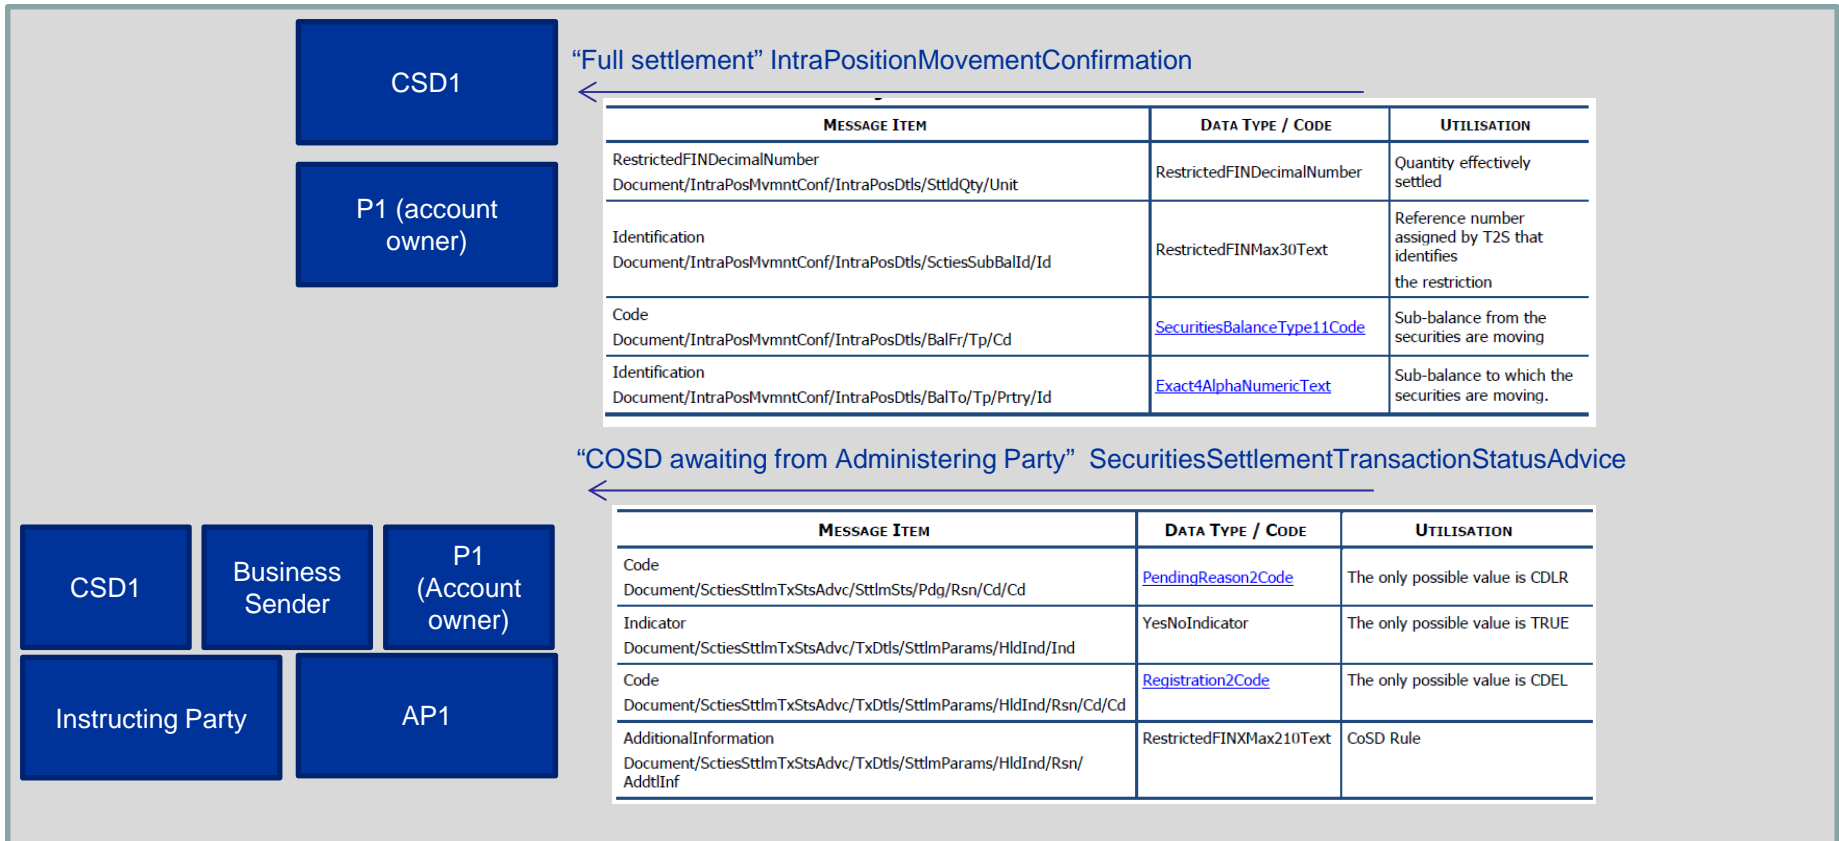 CSD1
P1 (account
owner)
“Full settlement” IntraPositionMovementConfirmation
MESSAGE ITEM DATA TYPE / CODE UTILISATION
RestrictedFINDecimalNumber
Document/IntraPosMvmntConf/IntraPosDtls/SttldQty/Unit
RestrictedFINDecimalNumber
Quantity effectively
settled
Identification
Document/IntraPosMvmntConf/IntraPosDtls/SctiesSubBalId/Id
RestrictedFINMax30Text
Reference number
assigned by T2S that
identifies
the restriction
Code
Document/IntraPosMvmntConf/IntraPosDtls/BalFr/Tp/Cd
SecuritiesBalanceType11Code
Sub-balance from the
securities are moving
Identification
Document/IntraPosMvmntConf/IntraPosDtls/BalTo/Tp/Prtry/Id
Exact4AlphaNumericText
Sub-balance to which the
securities are moving.
“COSD awaiting from Administering Party” SecuritiesSettlementTransactionStatusAdvice
CSD1
Business
Sender
P1
(Account
owner)
Instructing Party
AP1
MESSAGE ITEM DATA TYPE / CODE UTILISATION
Code
Document/SctiesSttlmTxStsAdvc/SttlmSts/Pdg/Rsn/Cd/Cd
PendingReason2Code
The only possible value is CDLR
Indicator
Document/SctiesSttlmTxStsAdvc/TxDtls/SttlmParams/HldInd/Ind
YesNoIndicator
The only possible value is TRUE
Code
Document/SctiesSttlmTxStsAdvc/TxDtls/SttlmParams/HldInd/Rsn/Cd/Cd
Registration2Code
The only possible value is CDEL
AdditionalInformation
Document/SctiesSttlmTxStsAdvc/TxDtls/SttlmParams/HldInd/Rsn/
AddtlInf
RestrictedFINXMax210Text
CoSD Rule